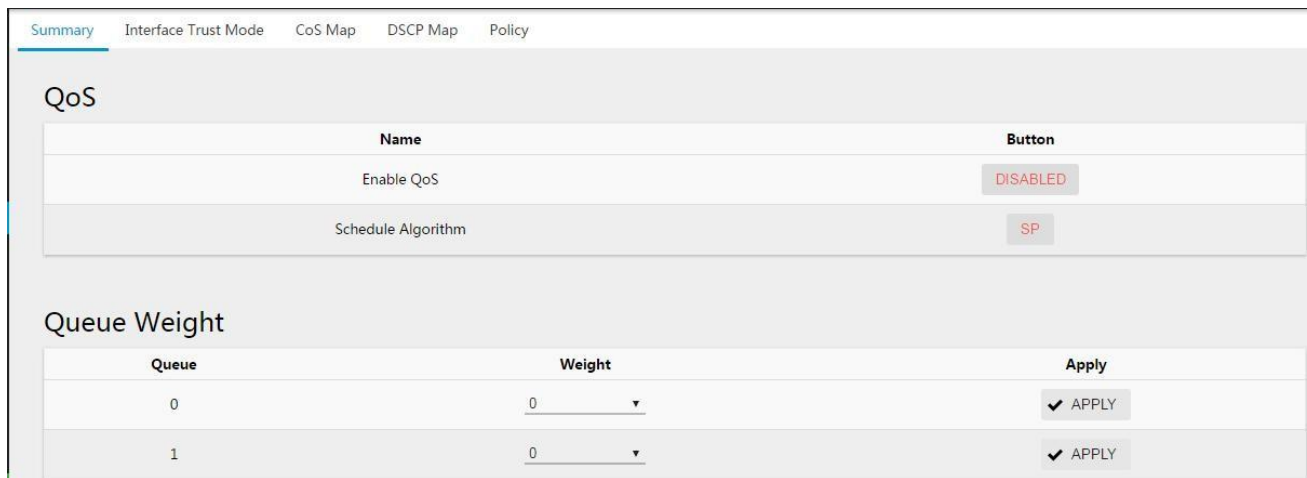 Summary Interface Trust Mode CoS Map DSCP Map Policy
QoS
Name Button
Enable QoS DISABLED
Schedule Algorithm SP
Queue Weight
Queue Weight Apply
0 0 APPLY
1 0 APPLY